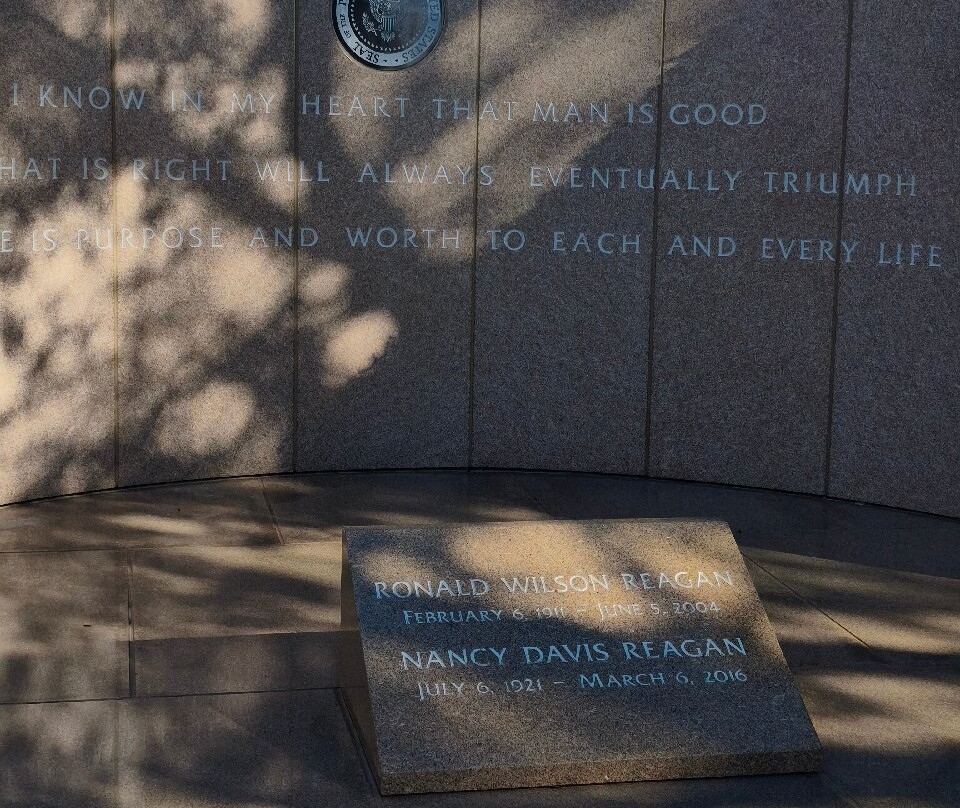 SEAL OF
I KNOW IN MY HEART THAT MAN IS GOOD
HAT IS RIGHT WILL ALWAYS EVENTUALLY TRIUMPH
E IS PURPOSE AND WORTH TO EACH AND EVERY LIFE
RONALD WILSON REAGAN
FEBRUARY 6, 1911 – JUNE 5, 2004
NANCY DAVIS REAGAN
JULY 6, 1921 – MARCH 6, 2016